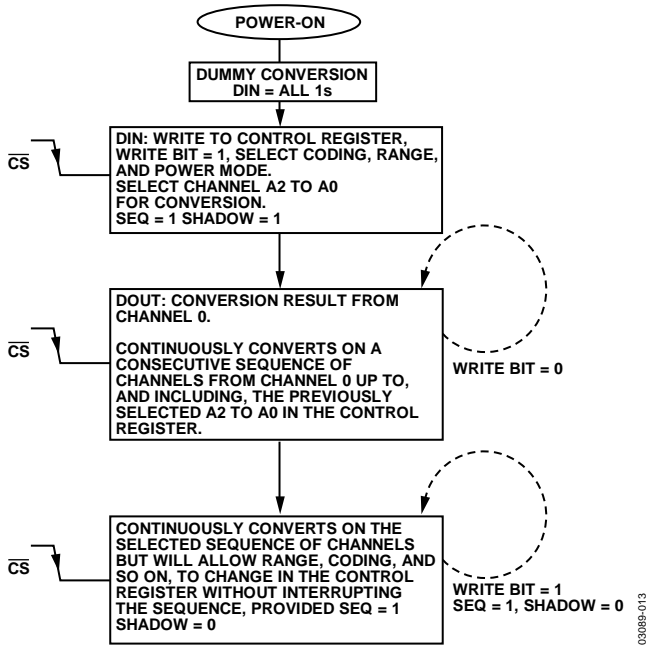 POWER-ON
DUMMY CONVERSION
DIN = ALL 1s
CS
DIN: WRITE TO CONTROL REGISTER,
WRITE BIT = 1, SELECT CODING, RANGE,
AND POWER MODE.
SELECT CHANNEL A2 TO A0
FOR CONVERSION.
SEQ = 1 SHADOW = 1
CS
DOUT: CONVERSION RESULT FROM
CHANNEL 0.
CONTINUOUSLY CONVERTS ON A
CONSECUTIVE SEQUENCE OF
CHANNELS FROM CHANNEL 0 UP TO,
AND INCLUDING, THE PREVIOUSLY
SELECTED A2 TO A0 IN THE CONTROL
REGISTER.
WRITE BIT = 0
CS
CONTINUOUSLY CONVERTS ON THE
SELECTED SEQUENCE OF CHANNELS
BUT WILL ALLOW RANGE, CODING, AND
SO ON, TO CHANGE IN THE CONTROL
REGISTER WITHOUT INTERRUPTING
THE SEQUENCE, PROVIDED SEQ = 1
SHADOW = 0
WRITE BIT = 1
SEQ = 1, SHADOW = 0
03089-013